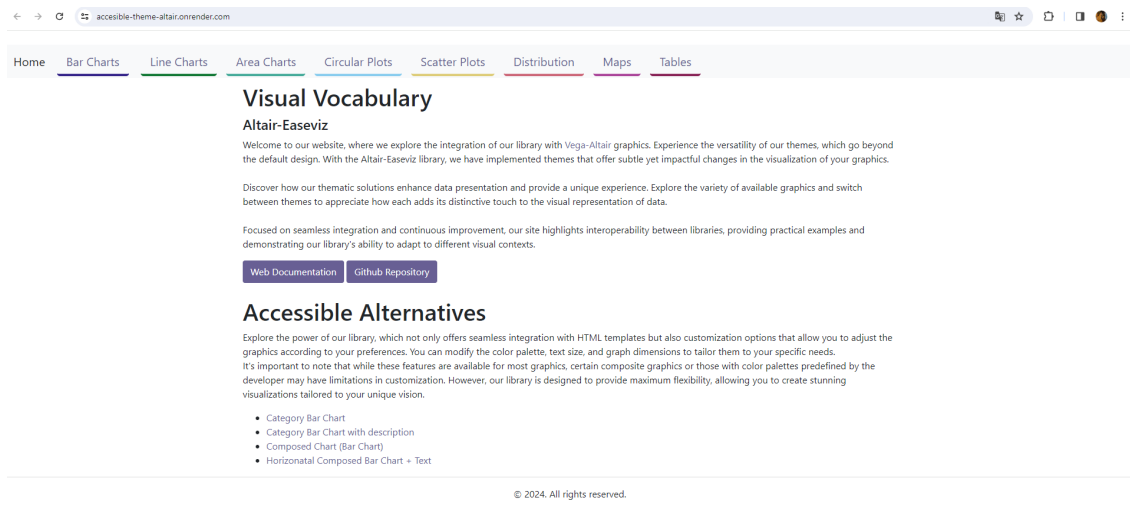 accesible-theme-altair.onrender.com
Home Bar Charts Line Charts Area Charts Circular Plots Scatter Plots Distribution Maps Tables
Visual Vocabulary
Altair-Easeviz
Welcome to our website, where we explore the integration of our library with Vega-Altair graphics. Experience the versatility of our themes, which go beyond
the default design. With the Altair-Easeviz library, we have implemented themes that offer subtle yet impactful changes in the visualization of your graphics.
Discover how our thematic solutions enhance data presentation and provide a unique experience. Explore the variety of available graphics and switch
between themes to appreciate how each adds its distinctive touch to the visual representation of data.
Focused on seamless integration and continuous improvement, our site highlights interoperability between libraries, providing practical examples and
demonstrating our library's ability to adapt to different visual contexts.
Web Documentation Github Repository
Accessible Alternatives
Explore the power of our library, which not only offers seamless integration with HTML templates but also customization options that allow you to adjust the
graphics according to your preferences. You can modify the color palette, text size, and graph dimensions to tailor them to your specific needs.
It's important to note that while these features are available for most graphics, certain composite graphics or those with color palettes predefined by the
developer may have limitations in customization. However, our library is designed to provide maximum flexibility, allowing you to create stunning
visualizations tailored to your unique vision.
Category Bar Chart
Category Bar Chart with description
Composed Chart (Bar Chart)
Horizonatal Composed Bar Chart + Text
© 2024. All rights reserved.